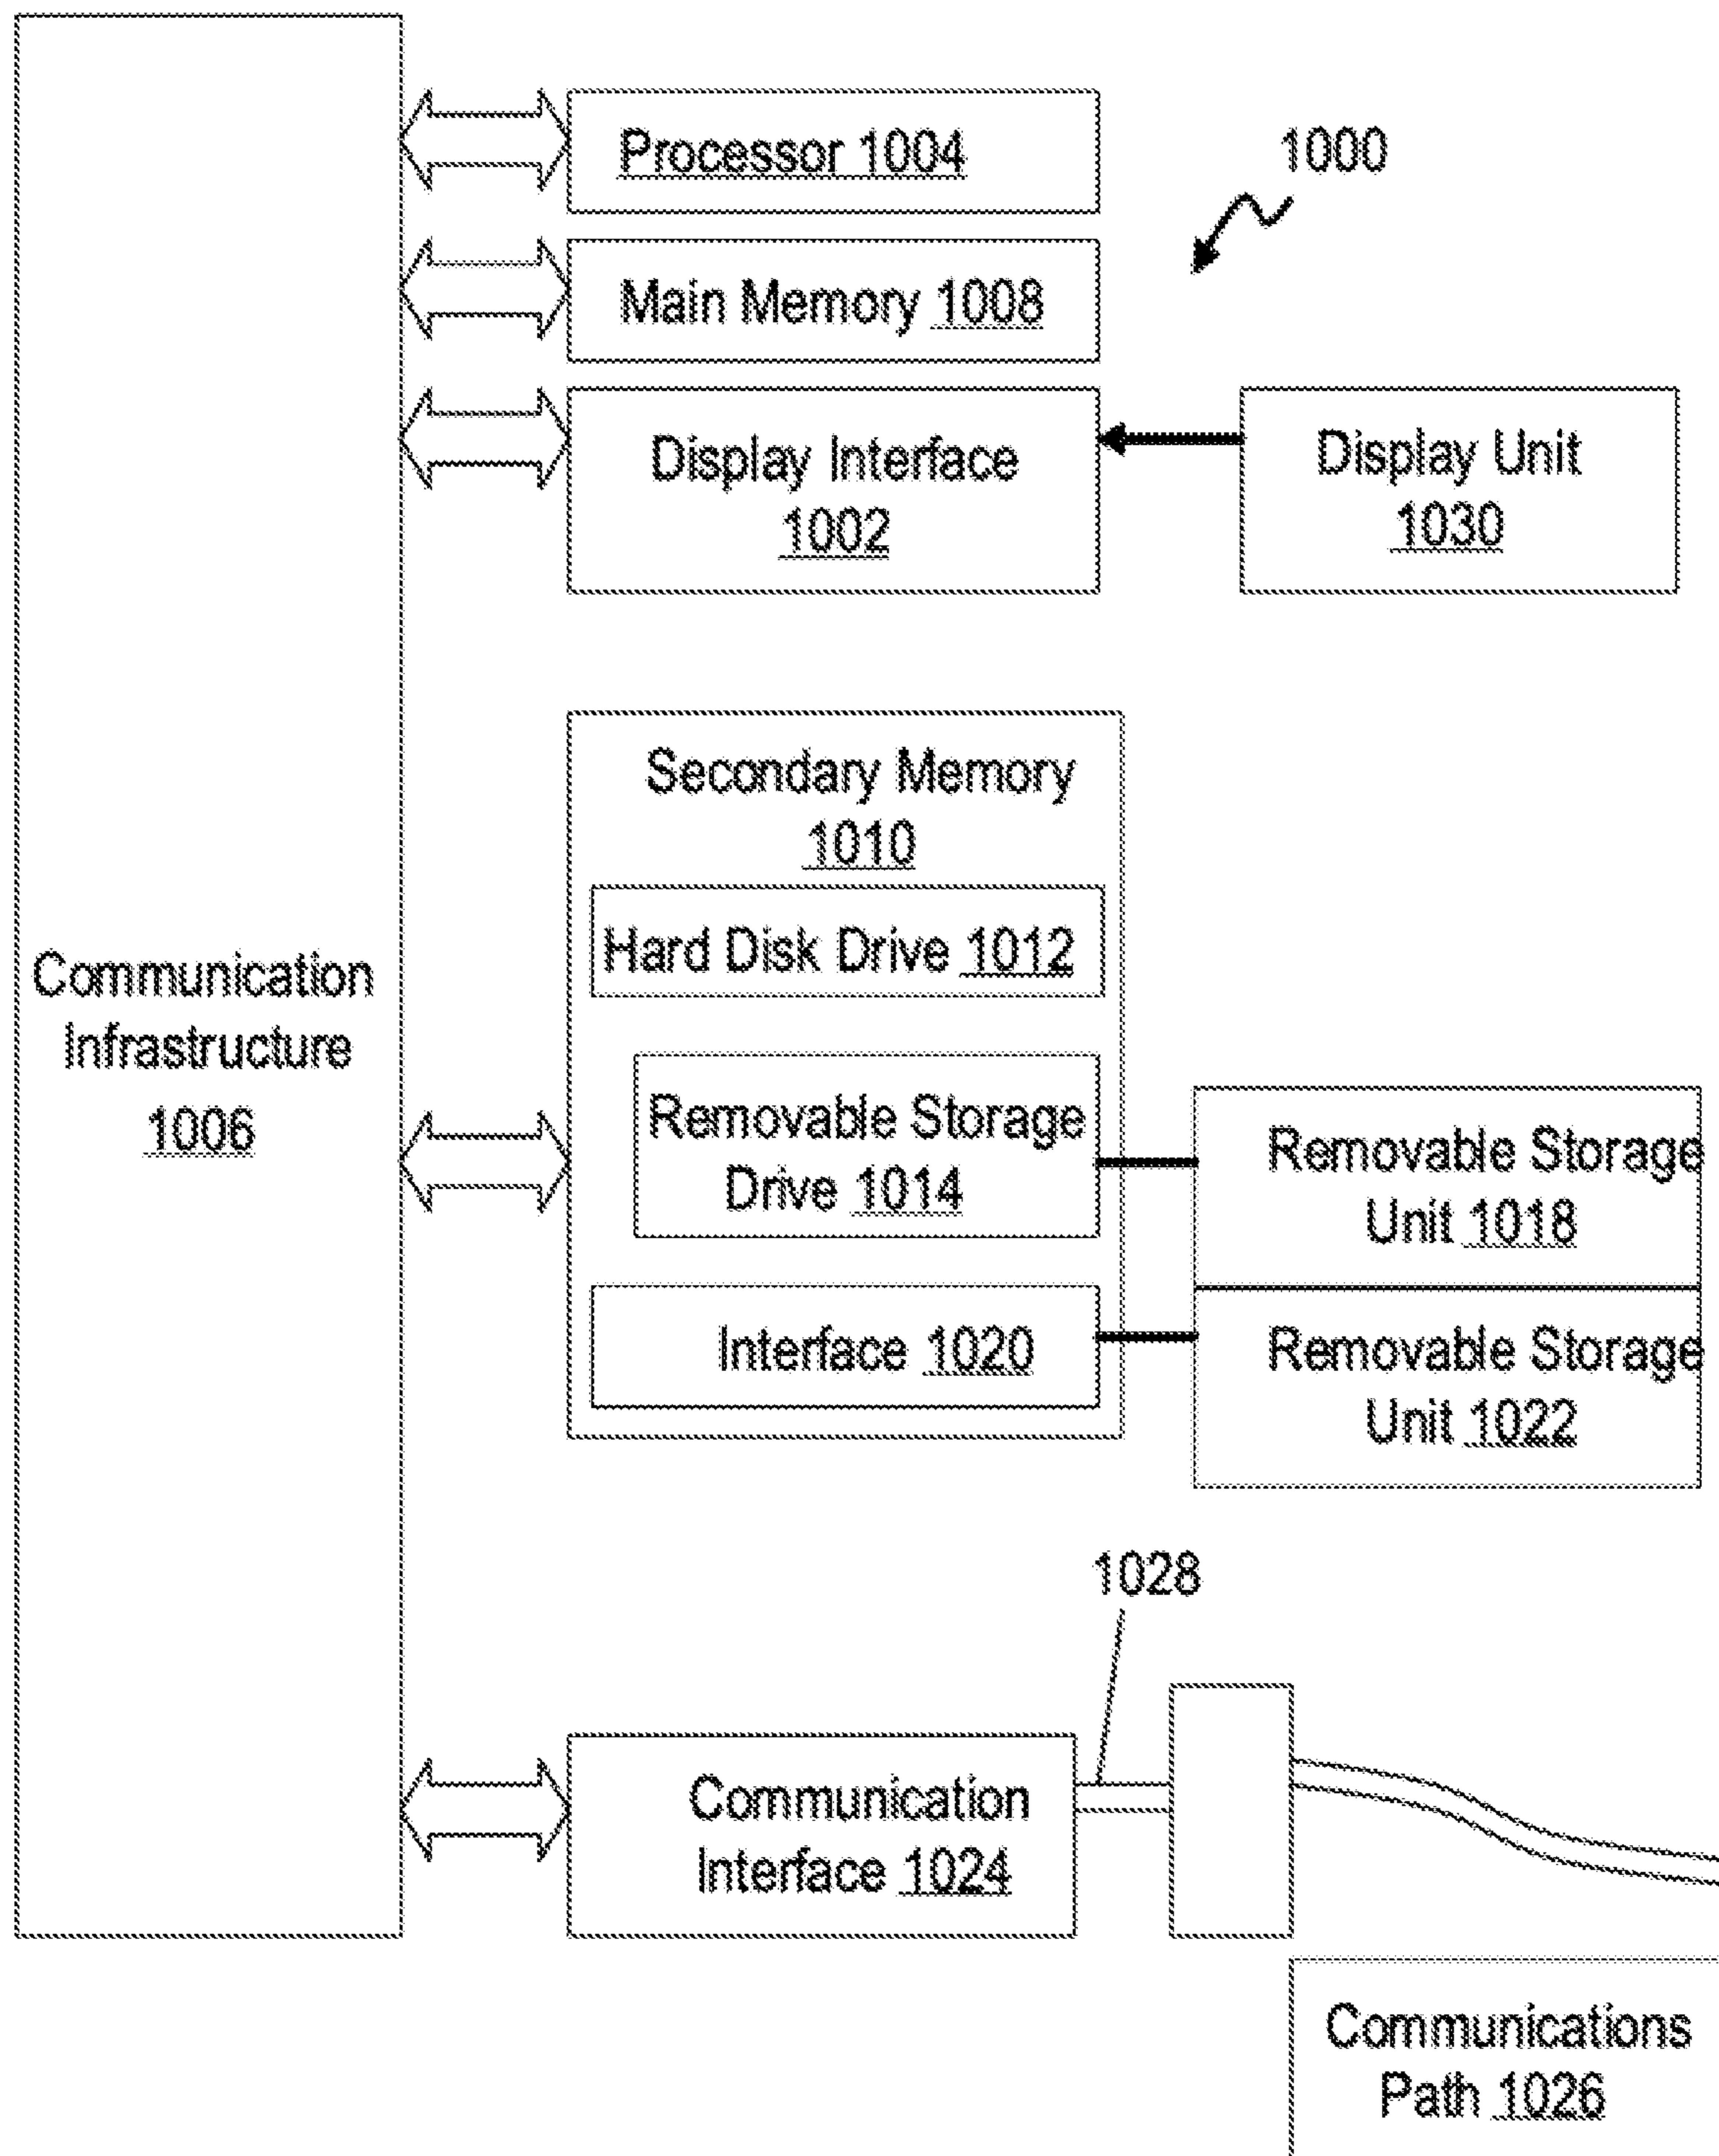 Processor 1004
1000
Main Memory 1008
Display Interface
1002
Display Unit
1030
Secondary Memory
1010
Hard Disk Drive 1012
Communication
Infrastructure
1006
Removable Storage
Drive 1014
Removable Storage
Unit 1018
Interface 1020
Removable Storage
Unit 1022
1028
Communication
Interface 1024
Communications
Path 1026